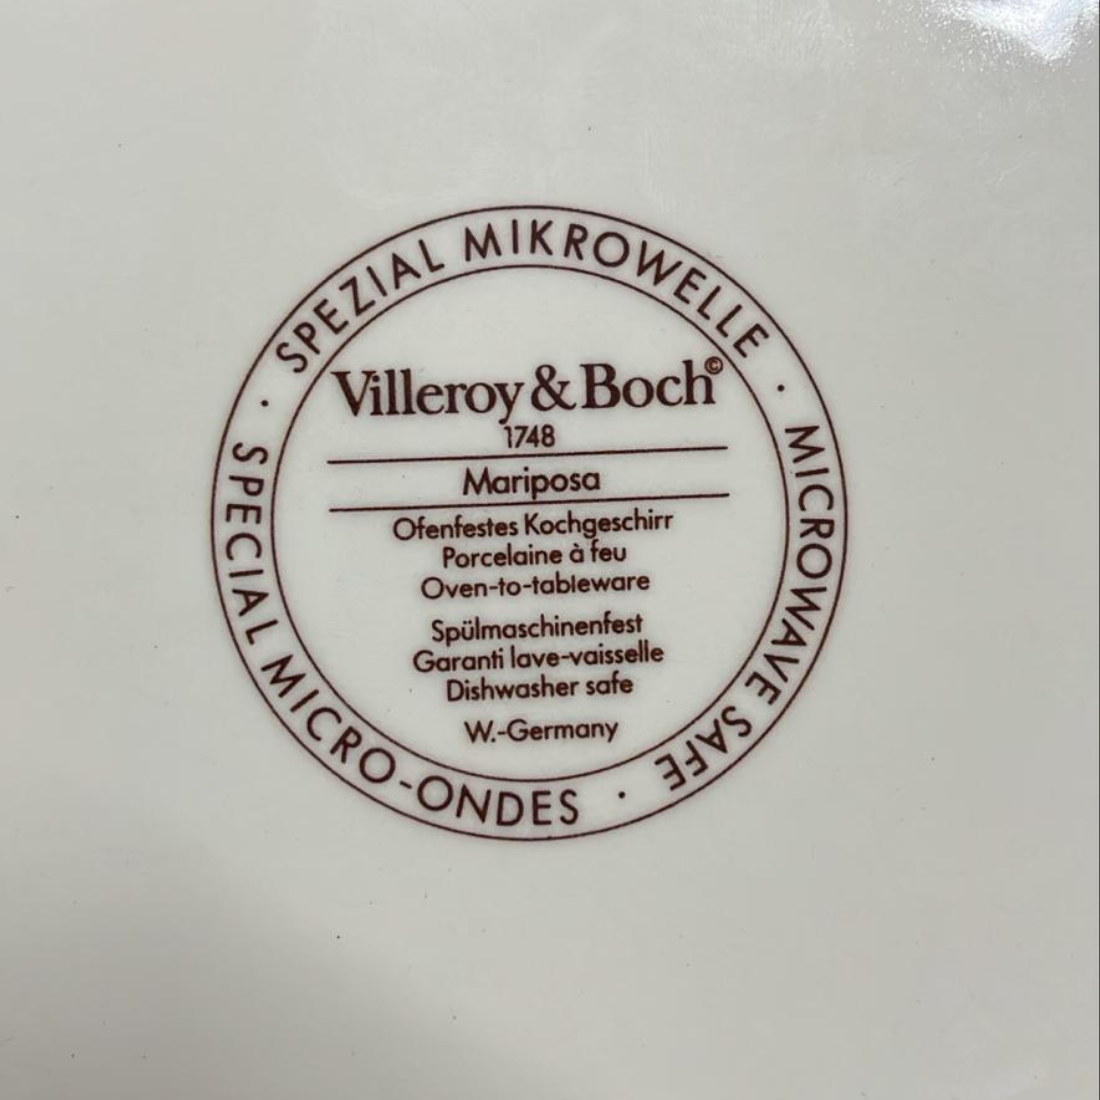 SPEZIAL MIKROWELLE · MICROWAVE SAFE · SPECIAL MICRO-ONDES ·
Villeroy & Boch©
1748
Mariposa
Ofenfestes Kochgeschirr
Porcelaine à feu
Oven-to-tableware
Spülmaschinenfest
Garanti lave-vaisselle
Dishwasher safe
W.-Germany